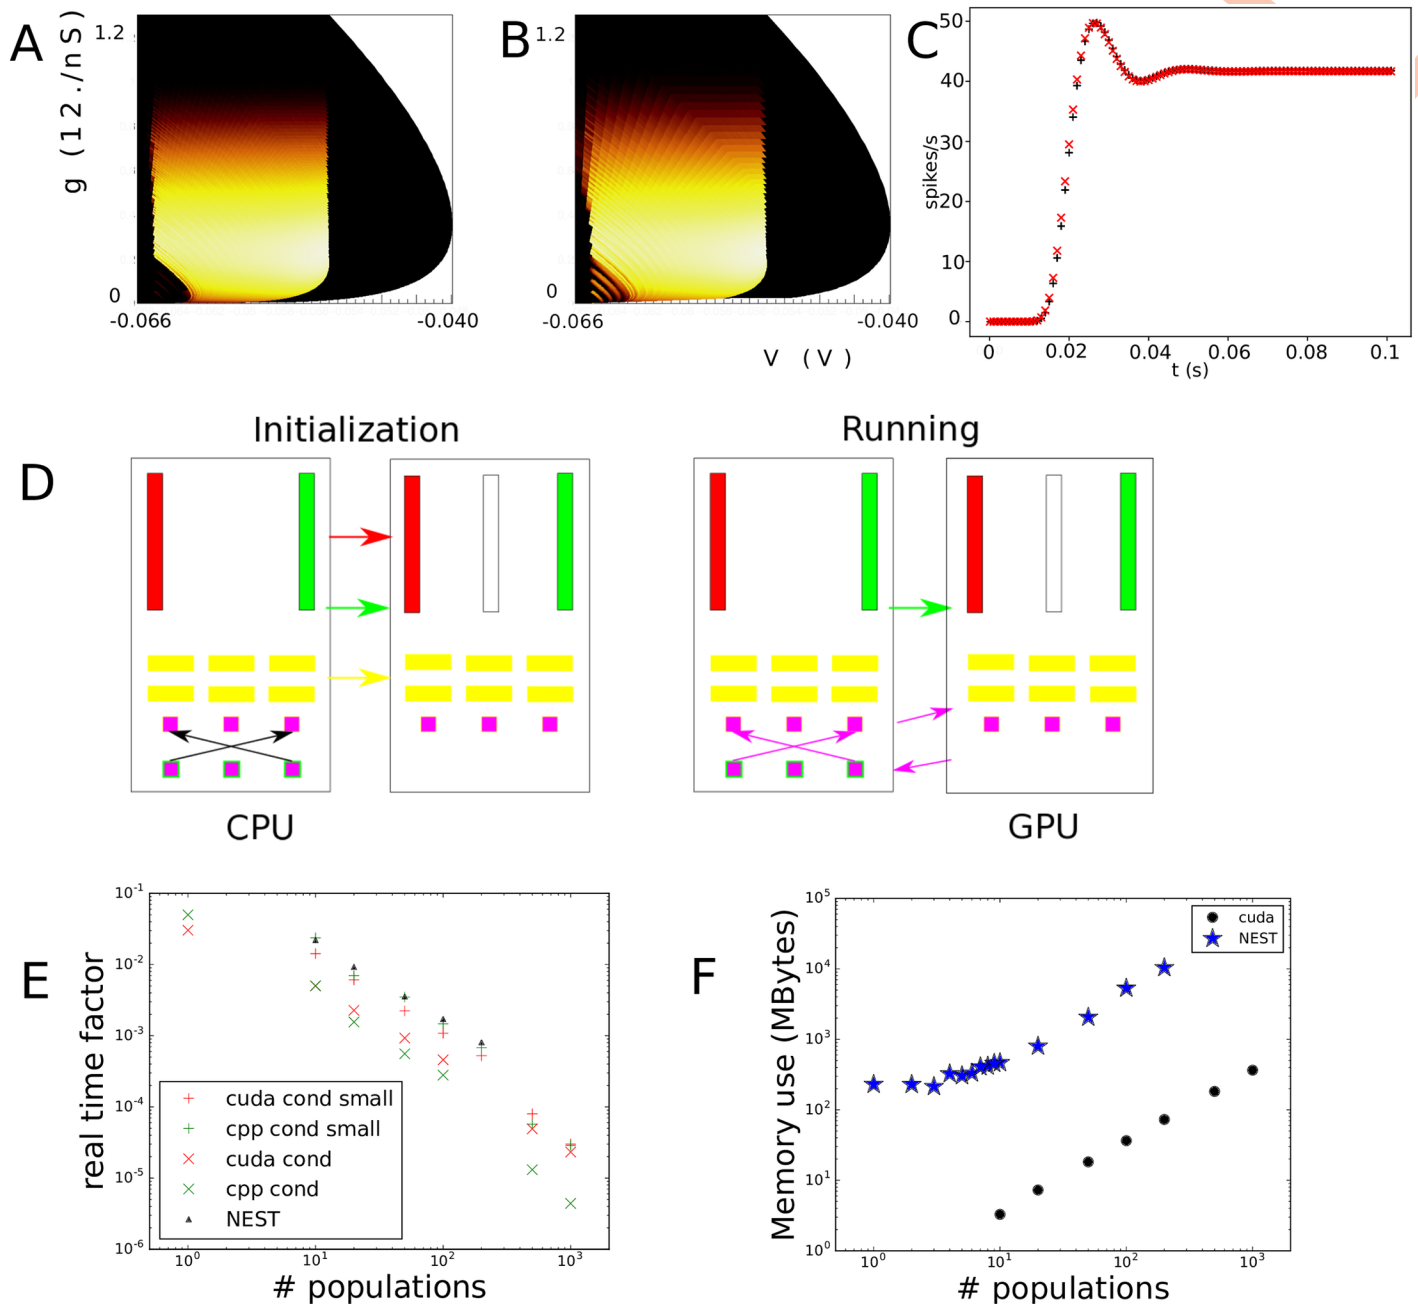 A
g (12./nS)
1.2
0
-0.066
-0.040
B
1.2
0
-0.066
-0.040
V (V)
C
spikes/s
50
40
30
20
10
0
0
0.02
0.04
0.06
0.08
0.1
t (s)
D
Initialization
Running
CPU
GPU
E
real time factor
10^-1
10^-2
10^-3
10^-4
10^-5
10^-6
cuda cond small
cpp cond small
cuda cond
cpp cond
NEST
10^0
10^1
10^2
10^3
# populations
F
Memory use (MBytes)
10^5
10^4
10^3
10^2
10^1
10^0
cuda
NEST
10^0
10^1
10^2
10^3
# populations